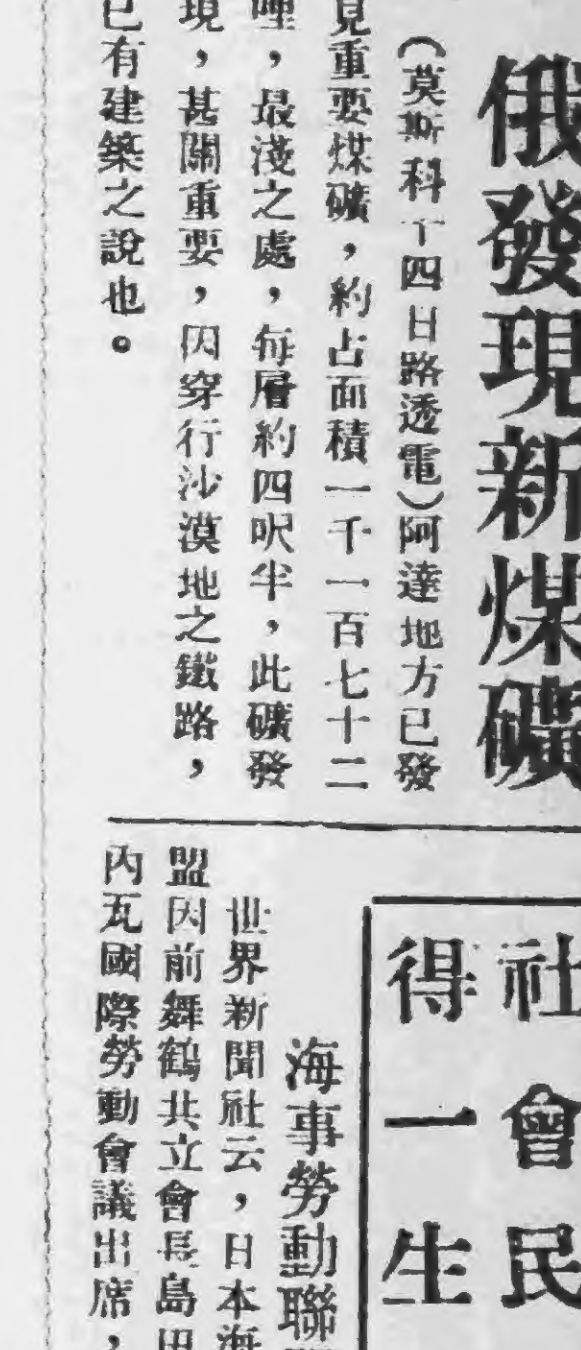 俄發現新煤礦
（莫斯科十四日路透電）阿達地方已發
見重要煤礦，約占面積一千一百七十二
哩，最淺之處，每層約四呎半，此礦發
現，甚關重要，因穿行沙漠地之鐵路，
已有建築之說也。
社會民
得一生
海事勞動聯
世界新聞社云，日本海
盟因前舞鶴共立會長島田
內瓦國際勞動會議出席，